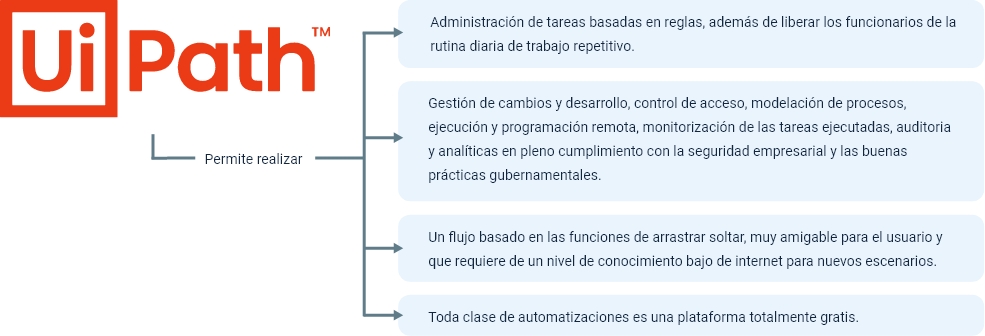 UiPath™
Permite realizar
Administración de tareas basadas en reglas, además de liberar los funcionarios de la
rutina diaria de trabajo repetitivo.
Gestión de cambios y desarrollo, control de acceso, modelación de procesos,
ejecución y programación remota, monitorización de las tareas ejecutadas, auditoria
y analíticas en pleno cumplimiento con la seguridad empresarial y las buenas
prácticas gubernamentales.
Un flujo basado en las funciones de arrastrar soltar, muy amigable para el usuario y
que requiere de un nivel de conocimiento bajo de internet para nuevos escenarios.
Toda clase de automatizaciones es una plataforma totalmente gratis.